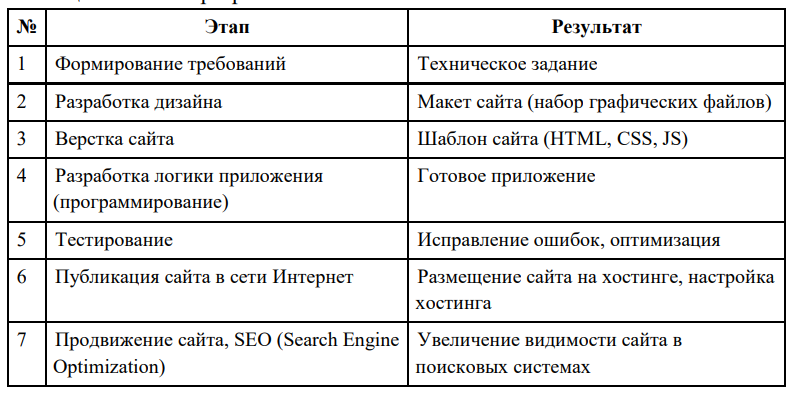 № Этап Результат
1 Формирование требований Техническое задание
2 Разработка дизайна Макет сайта (набор графических файлов)
3 Верстка сайта Шаблон сайта (HTML, CSS, JS)
4 Разработка логики приложения Готовое приложение
(программирование)
5 Тестирование Исправление ошибок, оптимизация
6 Публикация сайта в сети Интернет Размещение сайта на хостинге, настройка
хостинга
7 Продвижение сайта, SEO (Search Engine Увеличение видимости сайта в
Optimization) поисковых системах